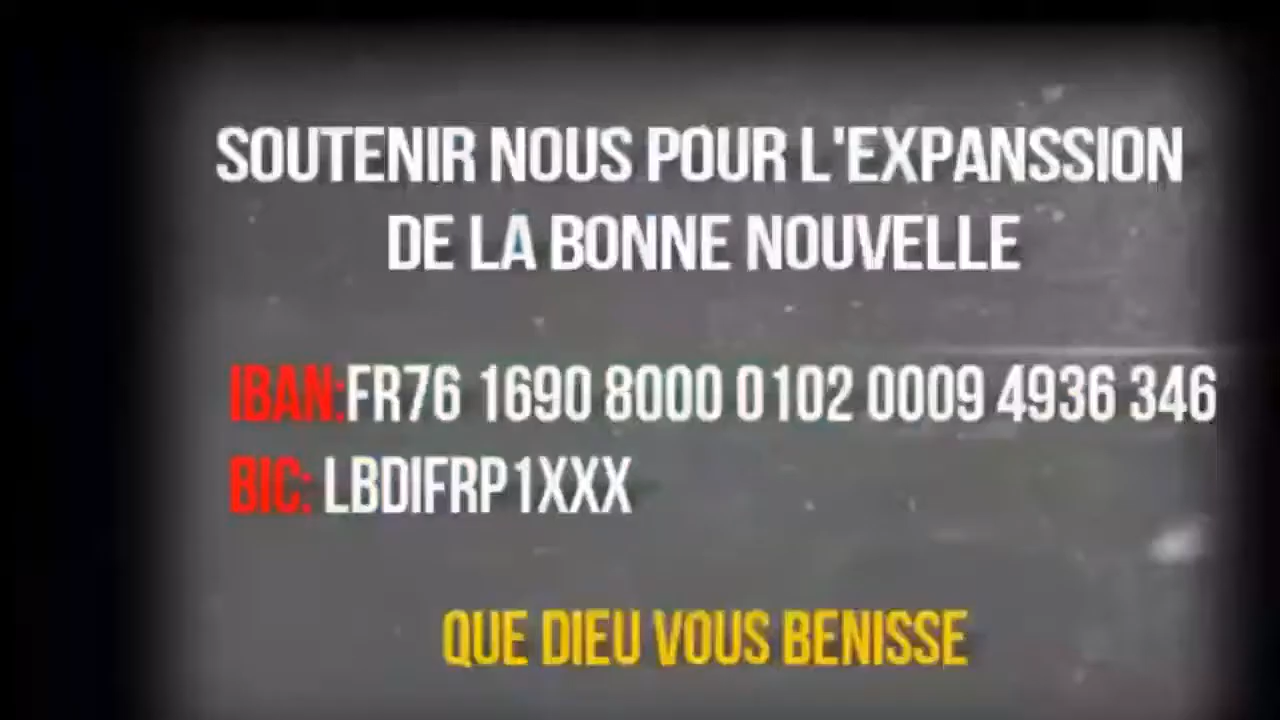 SOUTENIR NOUS POUR L'EXPANSSION
DE LA BONNE NOUVELLE
IBAN:FR76 1690 8000 0102 0009 4936 346
BIC: LBDIFRP1XXX
QUE DIEU VOUS BENISSE